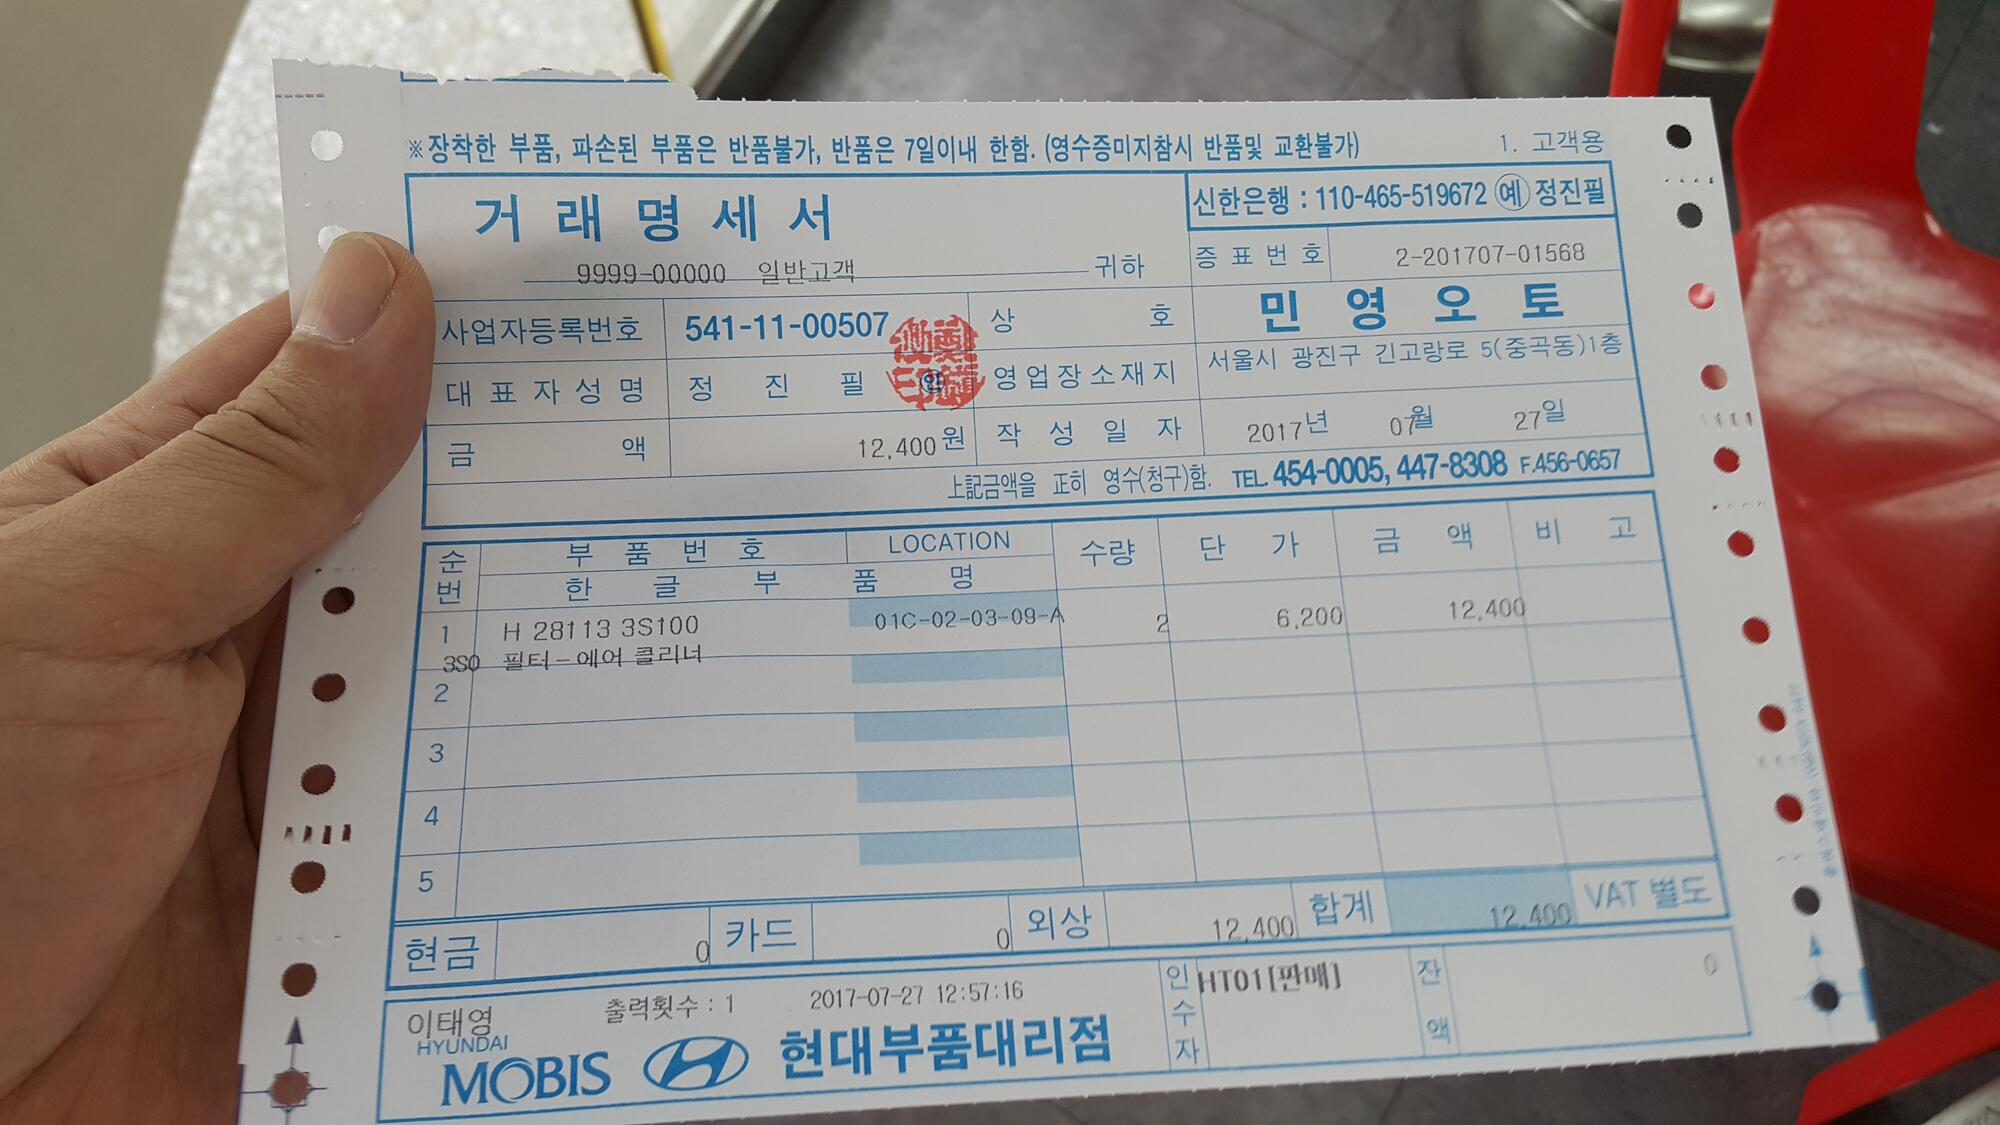 ※장착한 부품, 파손된 부품은 반품불가, 반품은 7일이내 한함. (영수증미지참시 반품및 교환불가)
1. 고객용
거래명세서
신한은행 : 110-465-519672 예 정진필
9999-00000 일반고객 귀하
증표번호 2-201707-01568
사업자등록번호 541-11-00507 상호 민영오토
대표자성명 정진필 인 영업장소재지 서울시 광진구 긴고랑로 5(중곡동)1층
금액 12,400원 작성일자 2017년 07월 27일
上記금액을 正히 영수(청구)함. TEL. 454-0005, 447-8308 F.456-0657
순번 부품번호 LOCATION 수량 단가 금액 비고
한글부품명
1 H 28113 3S100 01C-02-03-09-A 2 6,200 12,400
3S0 필터-에어 클리너
2
3
4
5
현금 0 카드 0 외상 12,400 합계 12,400 VAT 별도
이태영 출력횟수 : 1 2017-07-27 12:57:16 인수자 HT01[판매] 잔액 0
HYUNDAI
MOBIS 현대부품대리점